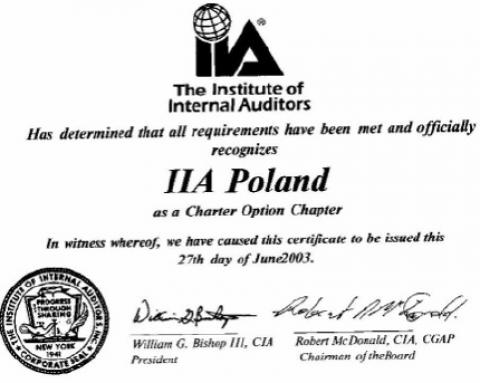 IIA®
The Institute of
Internal Auditors
Has determined that all requirements have been met and officially
recognizes
IIA Poland
as a Charter Option Chapter
In witness whereof, we have caused this certificate to be issued this
27th day of June2003.
THE INSTITUTE OF INTERNAL AUDITORS, INC.
PROGRESS
THROUGH
SHARING
NEW YORK
1941
CORPORATE SEAL
William G. Bishop III, CIA
President
Robert McDonald, CIA, CGAP
Chairman of theBoard